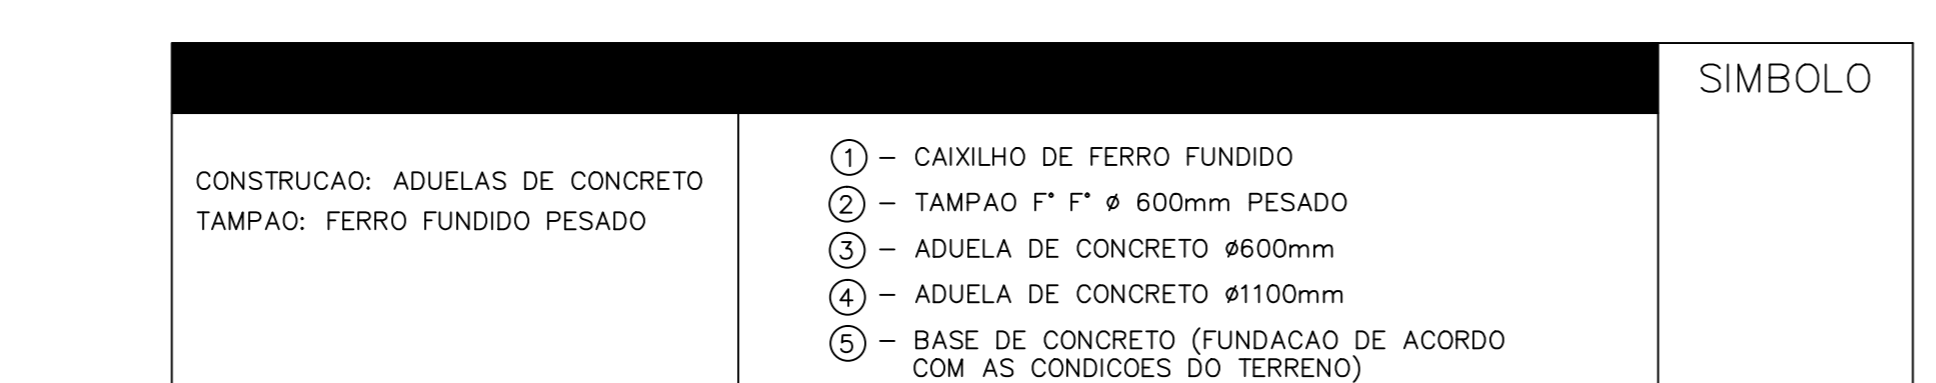 SIMBOLO
CONSTRUCAO: ADUELAS DE CONCRETO
TAMPAO: FERRO FUNDIDO PESADO
1 – CAIXILHO DE FERRO FUNDIDO
2 – TAMPAO F° F° ø 600mm PESADO
3 – ADUELA DE CONCRETO ø600mm
4 – ADUELA DE CONCRETO ø1100mm
5 – BASE DE CONCRETO (FUNDACAO DE ACORDO
COM AS CONDICOES DO TERRENO)